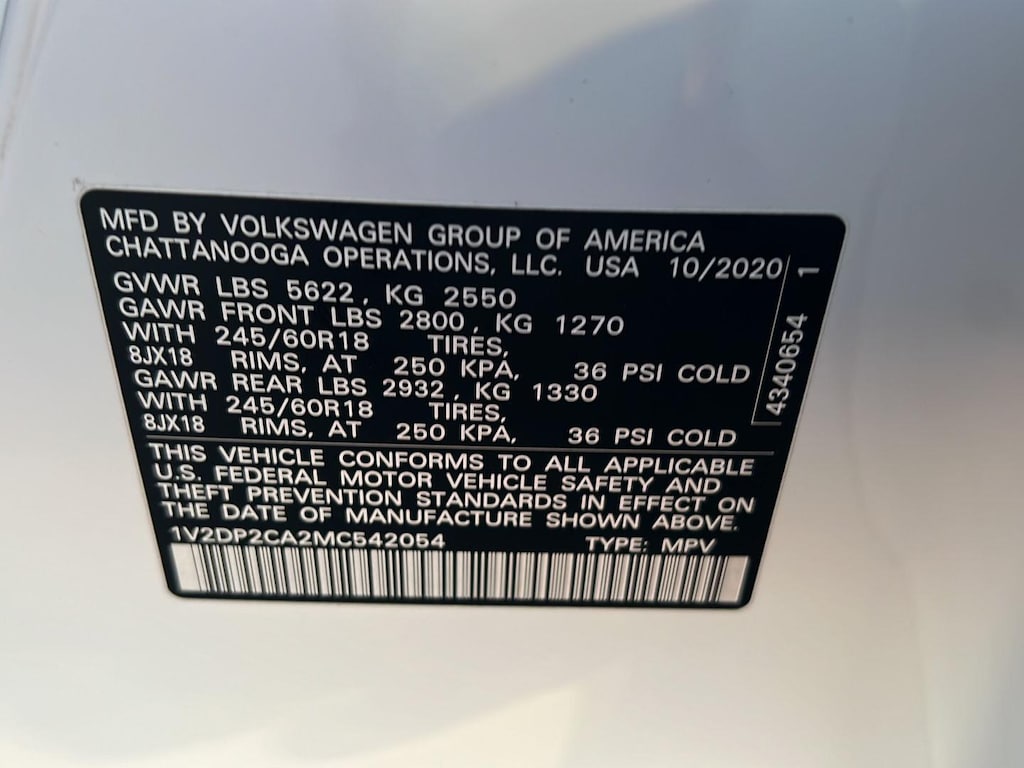 MFD BY VOLKSWAGEN GROUP OF AMERICA
CHATTANOOGA OPERATIONS, LLC. USA 10/2020
GVWR LBS 5622, KG 2550
GAWR FRONT LBS 2800, KG 1270
WITH 245/60R18 TIRES,
8JX18 RIMS, AT 250 KPA, 36 PSI COLD
GAWR REAR LBS 2932, KG 1330
WITH 245/60R18 TIRES,
8JX18 RIMS, AT 250 KPA, 36 PSI COLD
4340654 1
THIS VEHICLE CONFORMS TO ALL APPLICABLE
U.S. FEDERAL MOTOR VEHICLE SAFETY AND
THEFT PREVENTION STANDARDS IN EFFECT ON
THE DATE OF MANUFACTURE SHOWN ABOVE.
1V2DP2CA2MC542054 TYPE: MPV